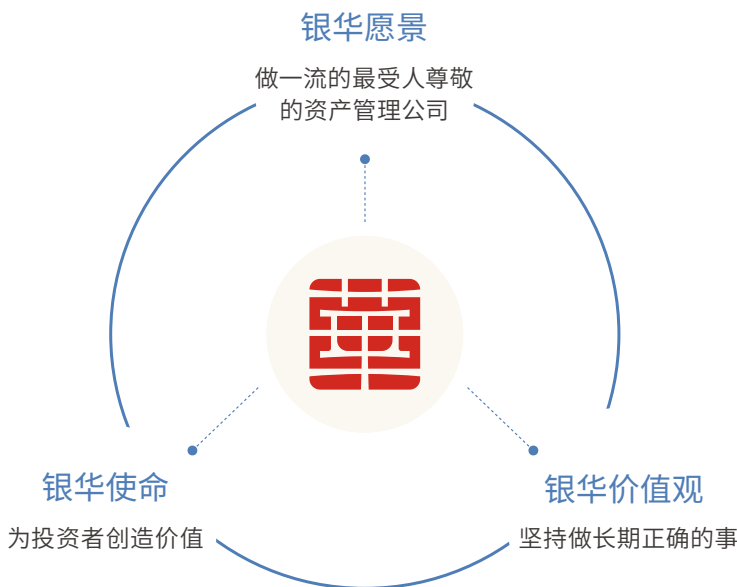 银华愿景
做一流的最受人尊敬
的资产管理公司
華
银华使命
为投资者创造价值
银华价值观
坚持做长期正确的事